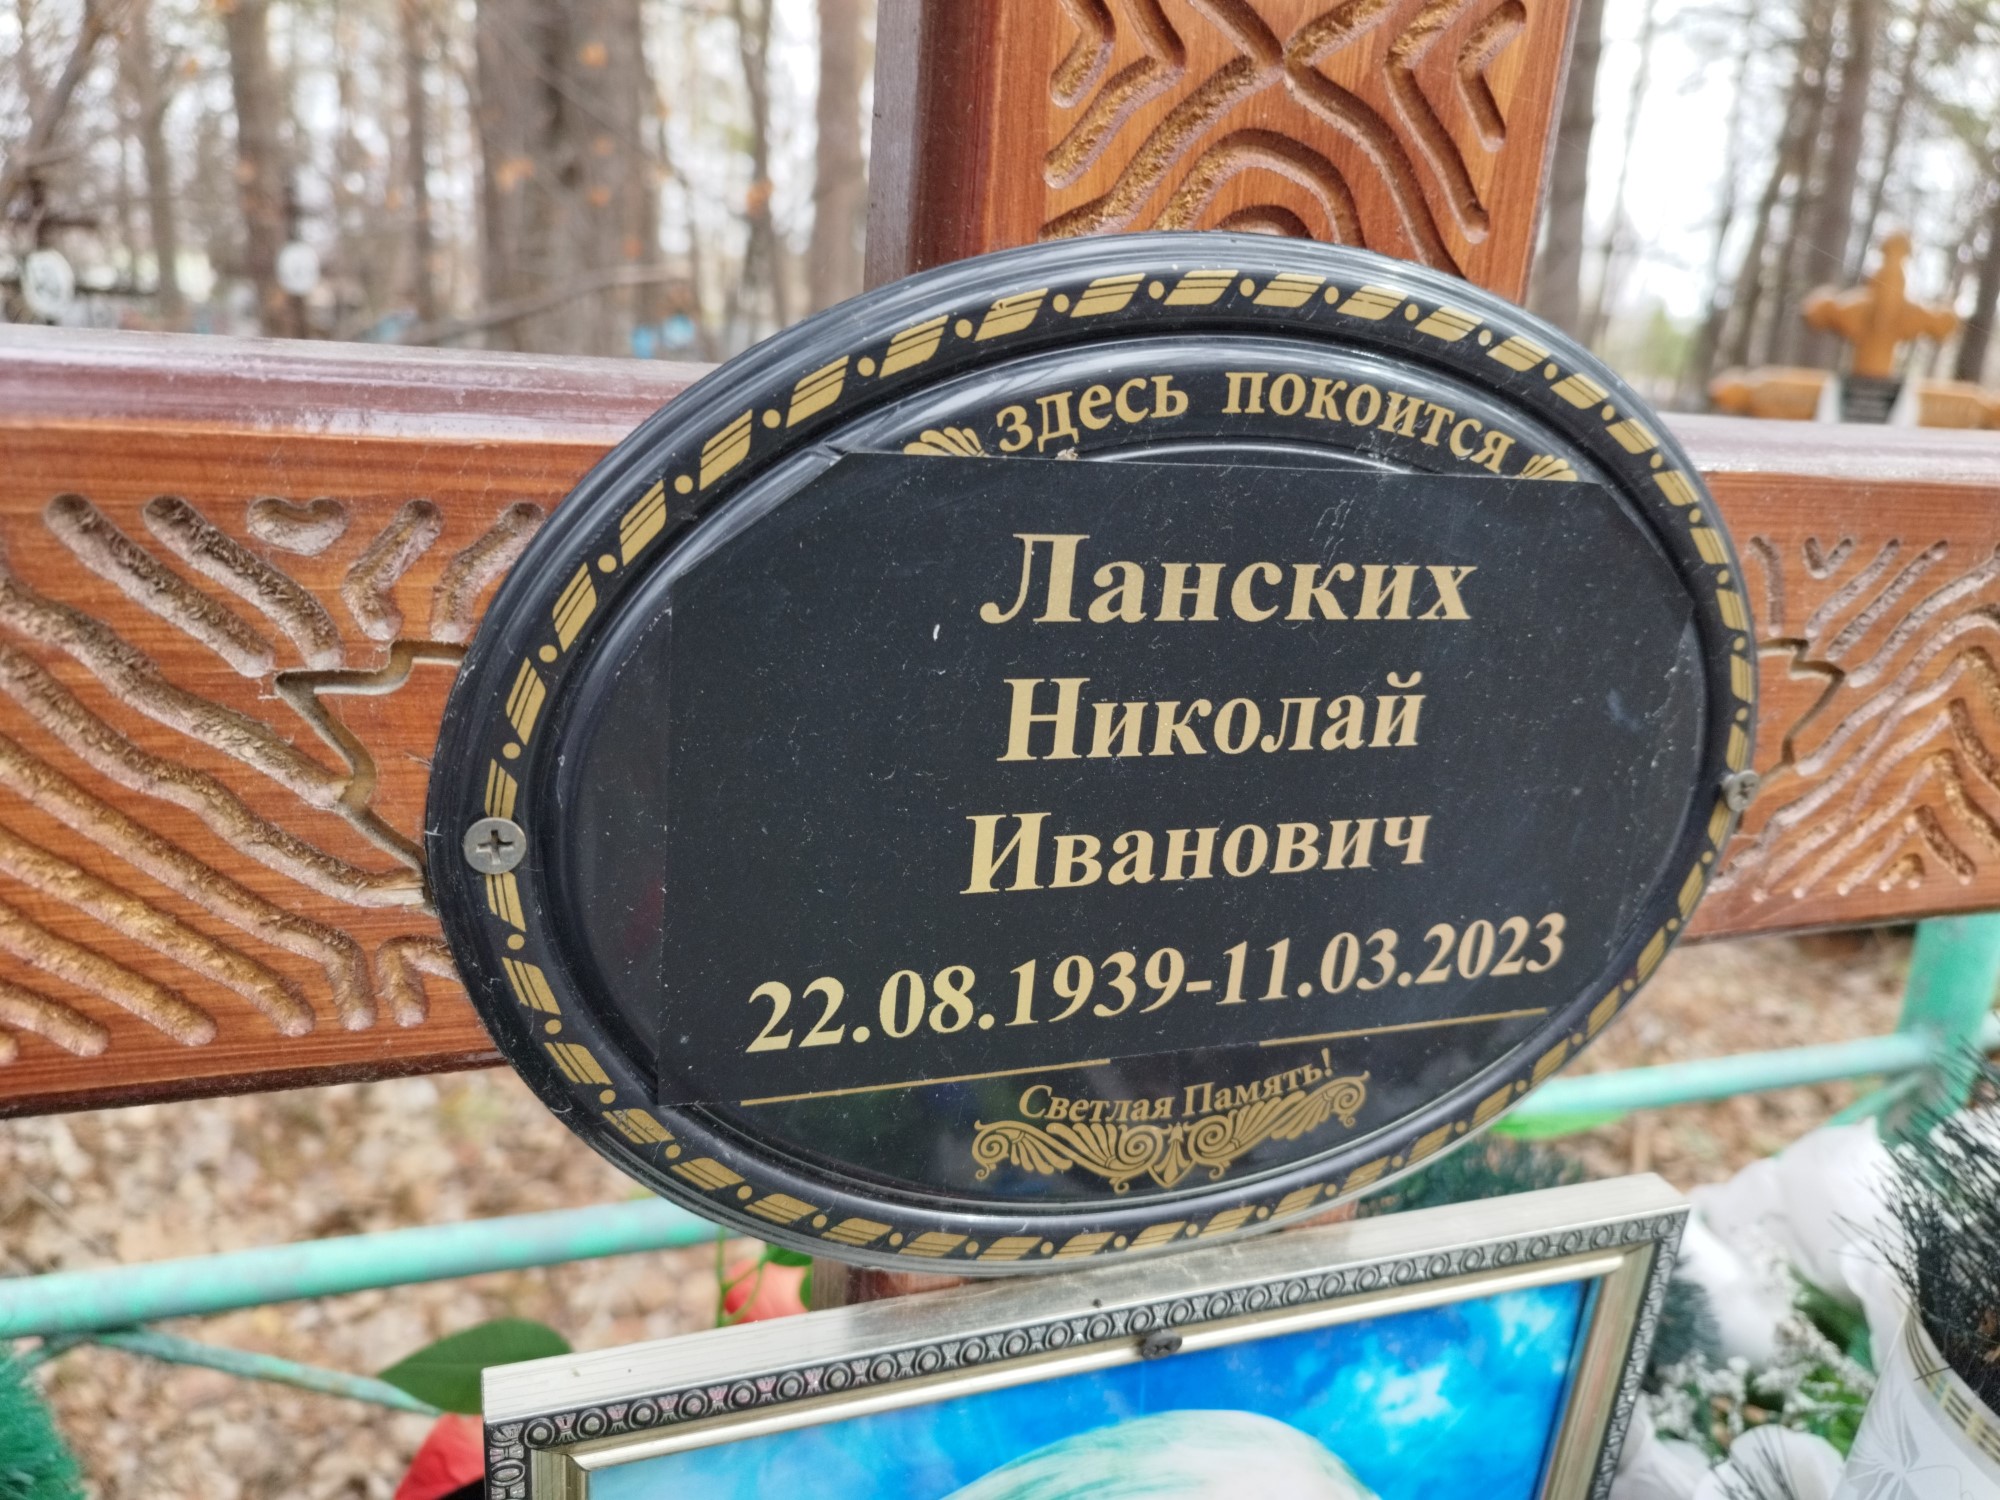 здесь покоится
Ланских
Николай
Иванович
22.08.1939-11.03.2023
Светлая Память!